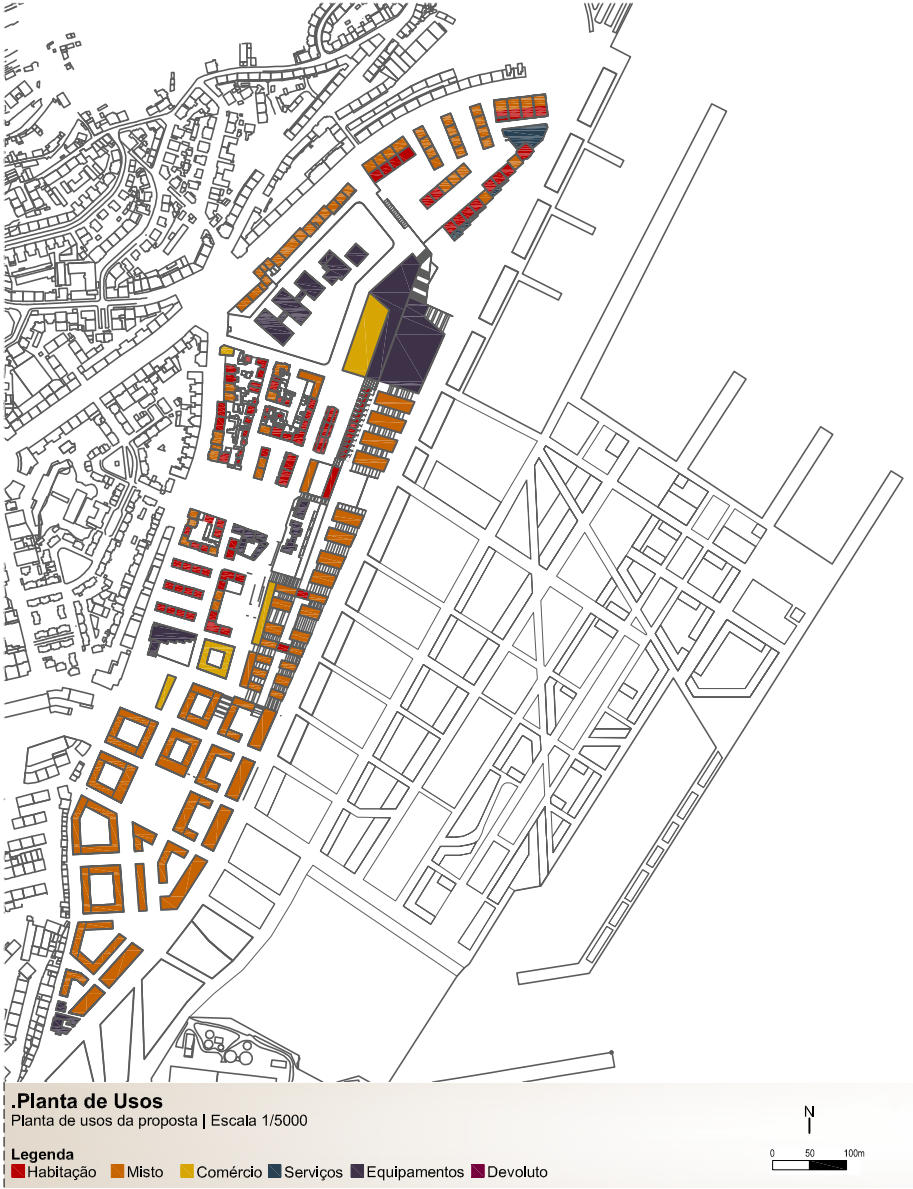 .Planta de Usos
Planta de usos da proposta | Escala 1/5000
N
Legenda
0 50 100m
Habitação Misto Comércio Serviços Equipamentos Devoluto